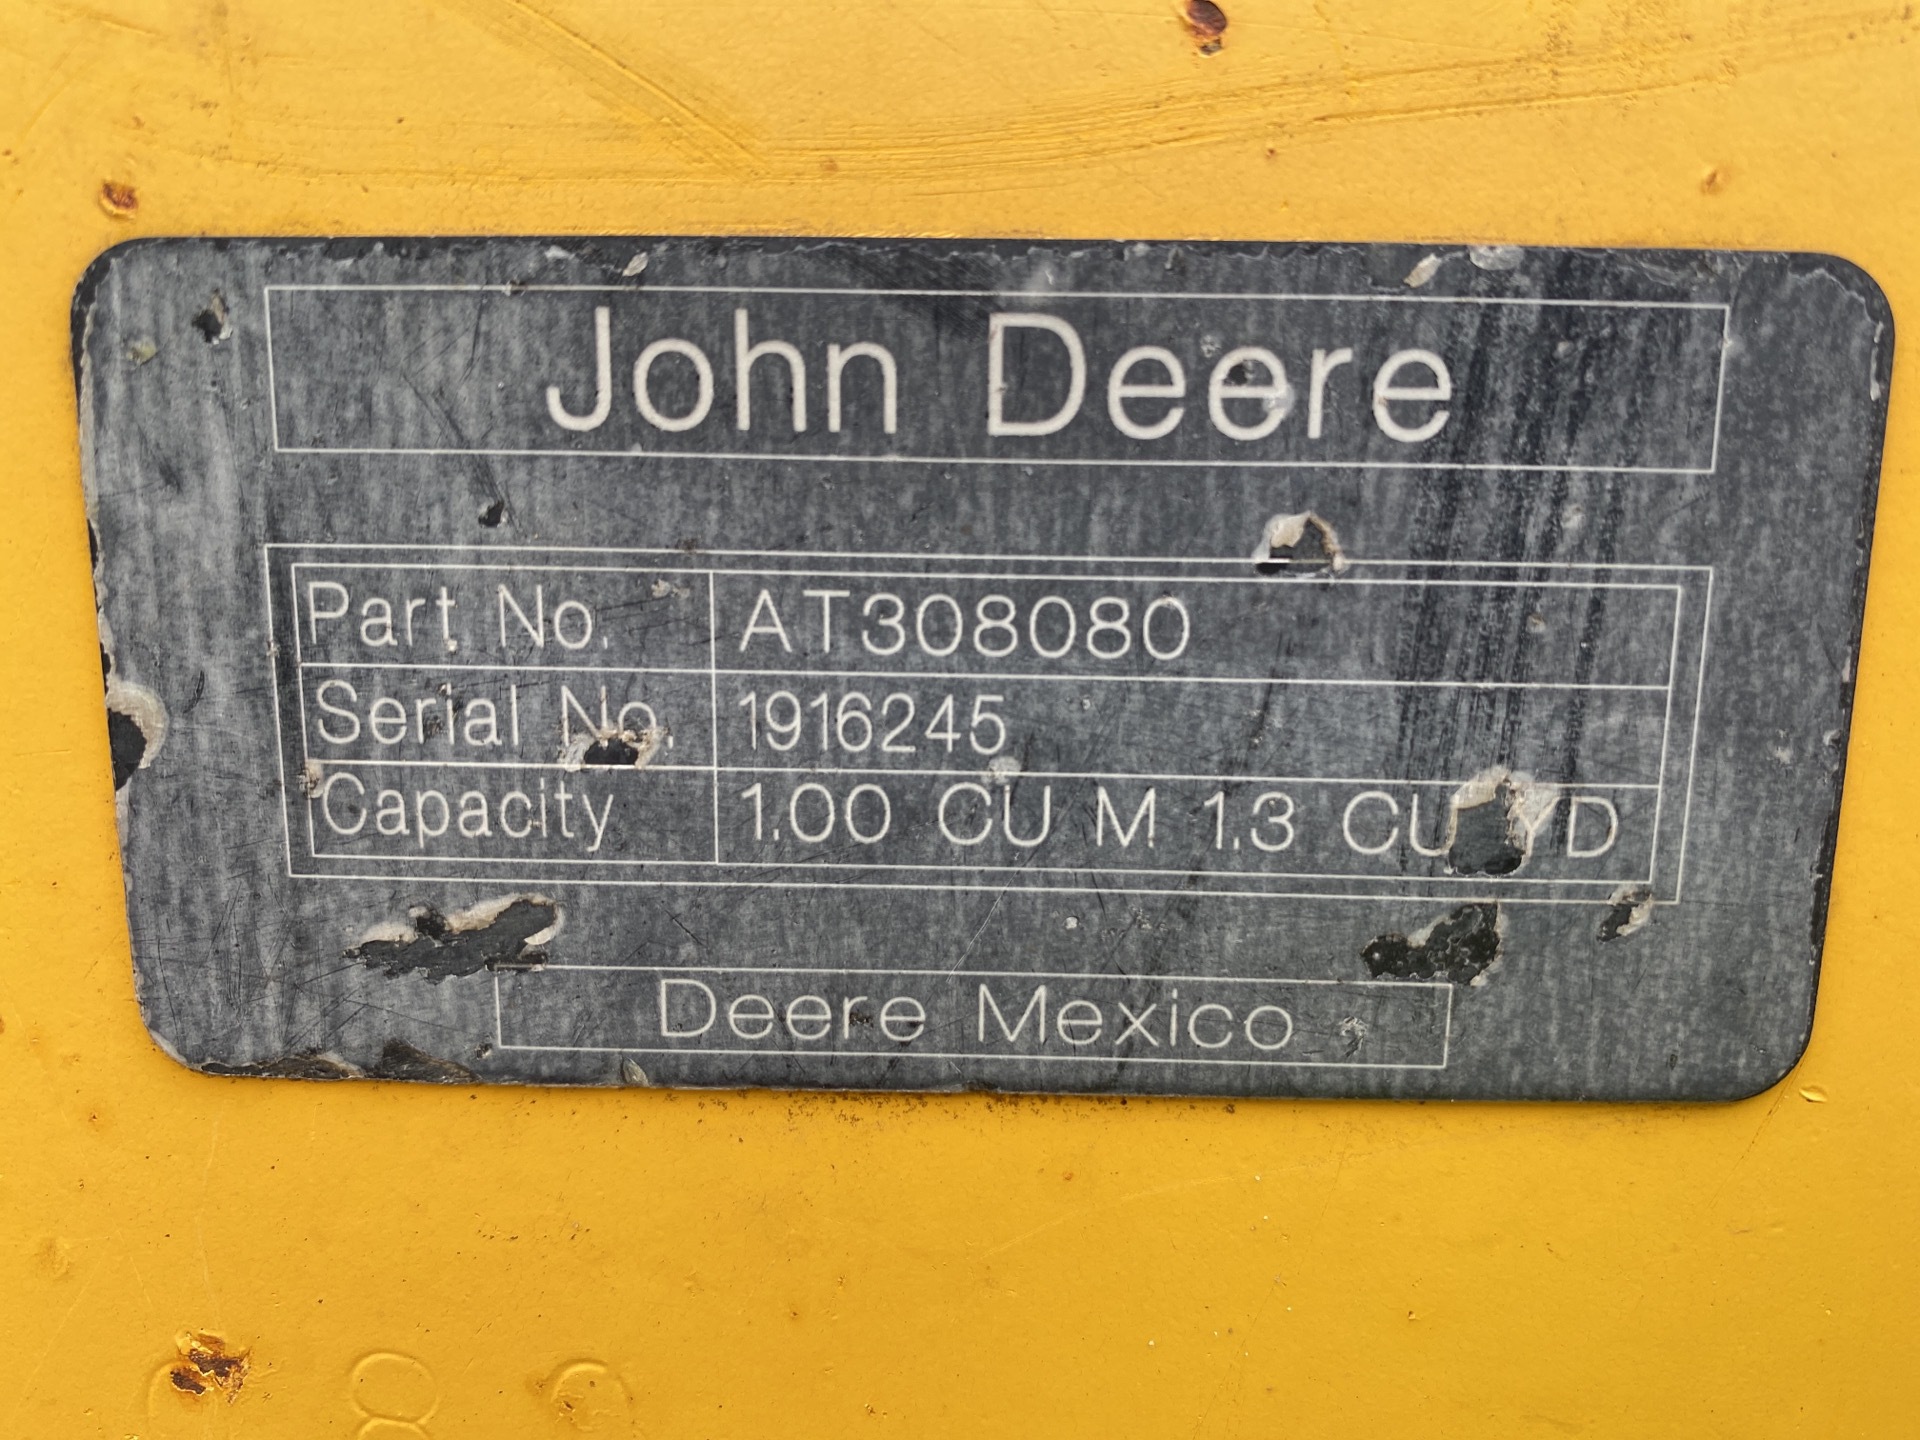 John Deere
Part No. AT308080
Serial No. 1916245
Capacity 1.00 CU M 1.3 CU YD
Deere Mexico